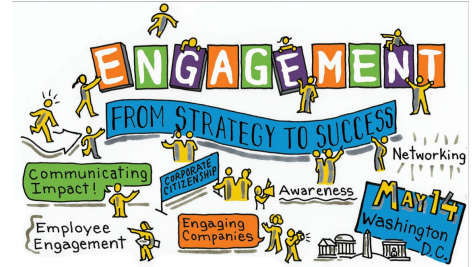 ENGAGEMENT
FROM STRATEGY TO SUCCESS
Networking
Communicating
Impact!
CORPORATE
CITIZENSHIP
Awareness
MAY 14
Washington
D.C.
Employee
Engagement
Engaging
Companies